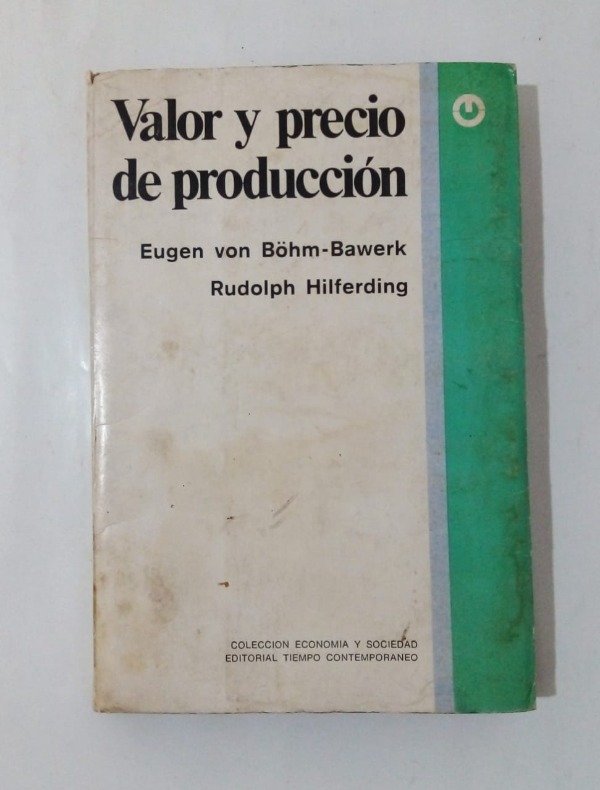 Valor y precio
de producción
Eugen von Böhm-Bawerk
Rudolph Hilferding
COLECCION ECONOMIA Y SOCIEDAD
EDITORIAL TIEMPO CONTEMPORANEO